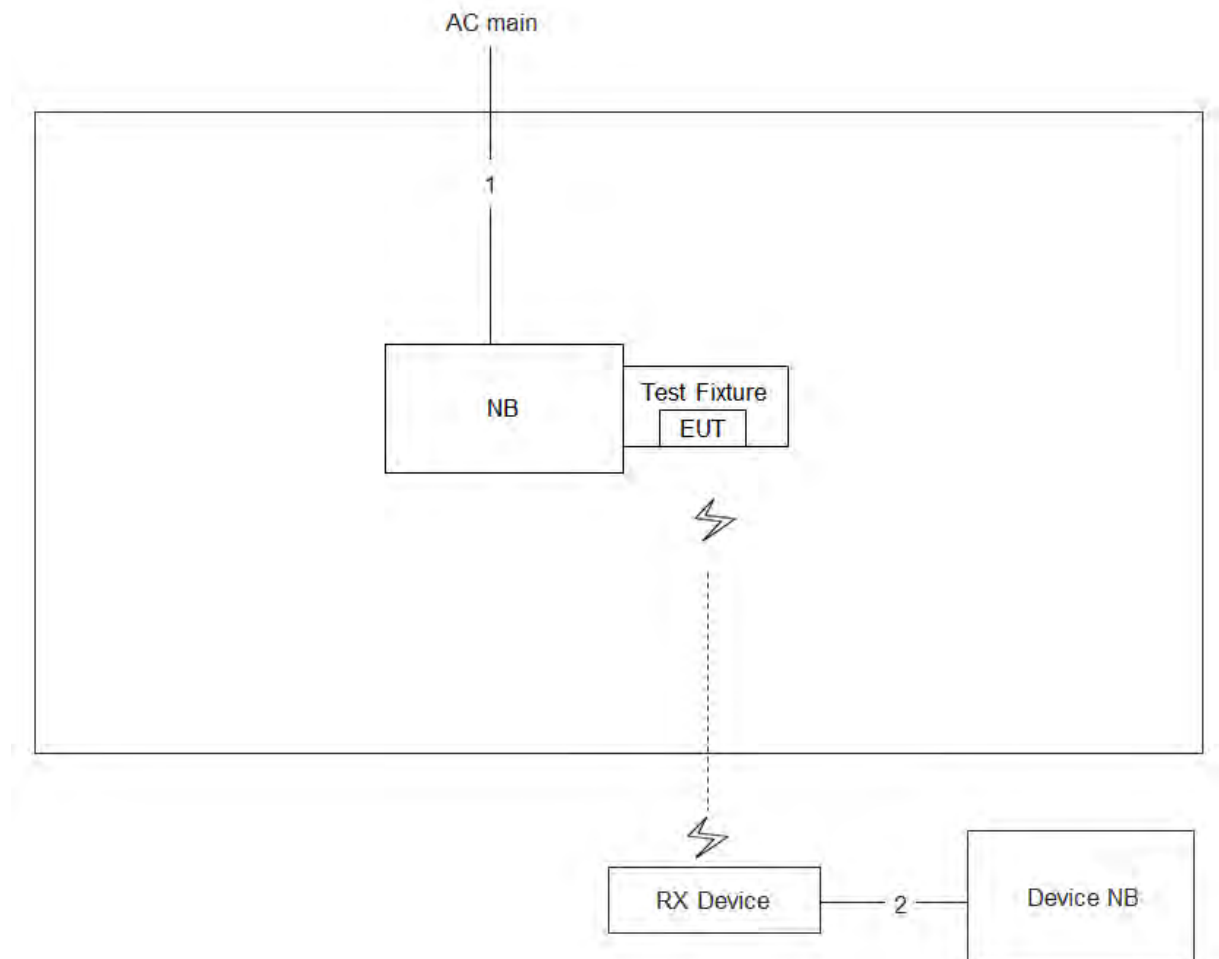 AC main
1
NB
Test Fixture
EUT
RX Device
2
Device NB